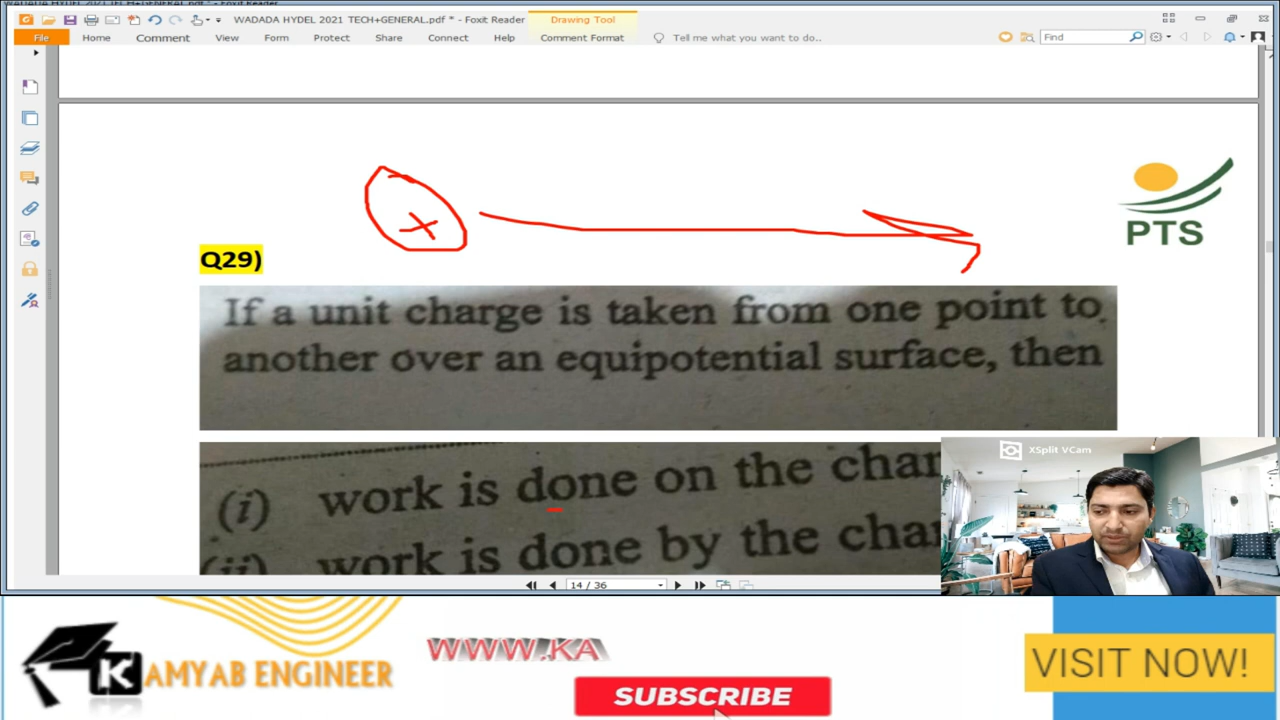 WADADA HYDEL 2021 TECH+GENERAL.pdf * - Foxit Reader
Drawing Tool
File Home Comment View Form Protect Share Connect Help Comment Format Tell me what you want to do.. Find
PTS
Q29)
If a unit charge is taken from one point to
another over an equipotential surface, then
XSplit VCam
(i) work is done on the char
(ii) work is done by the char
14 / 36
KAMYAB ENGINEER
WWW.KA
SUBSCRIBE
VISIT NOW!